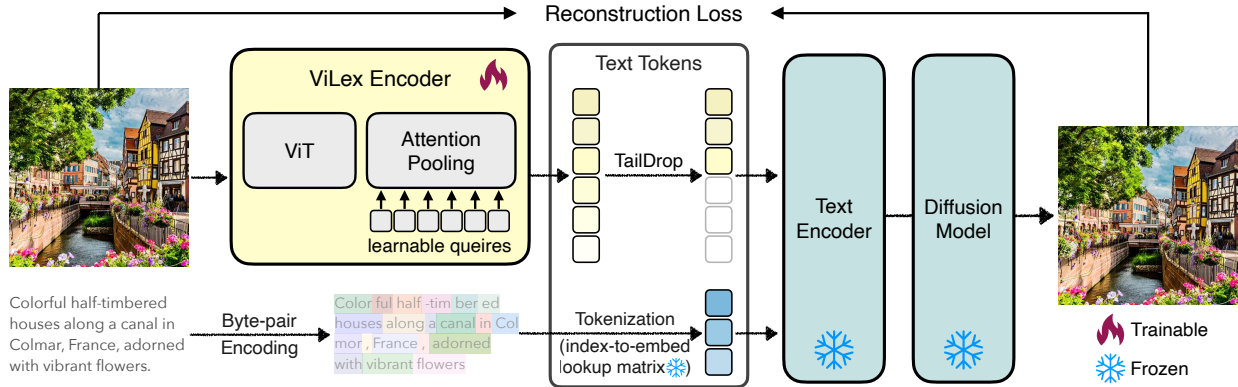 Reconstruction Loss
ViLex Encoder
ViT
Attention
Pooling
learnable queires
Text Tokens
TailDrop
Text
Encoder
Diffusion
Model
Colorful half-timbered
houses along a canal in
Colmar, France, adorned
with vibrant flowers.
Byte-pair
Encoding
Color ful half -tim ber ed
houses along a canal in Col
mor , France , adorned
with vibrant flowers
Tokenization
(index-to-embed
lookup matrix)
Trainable
Frozen